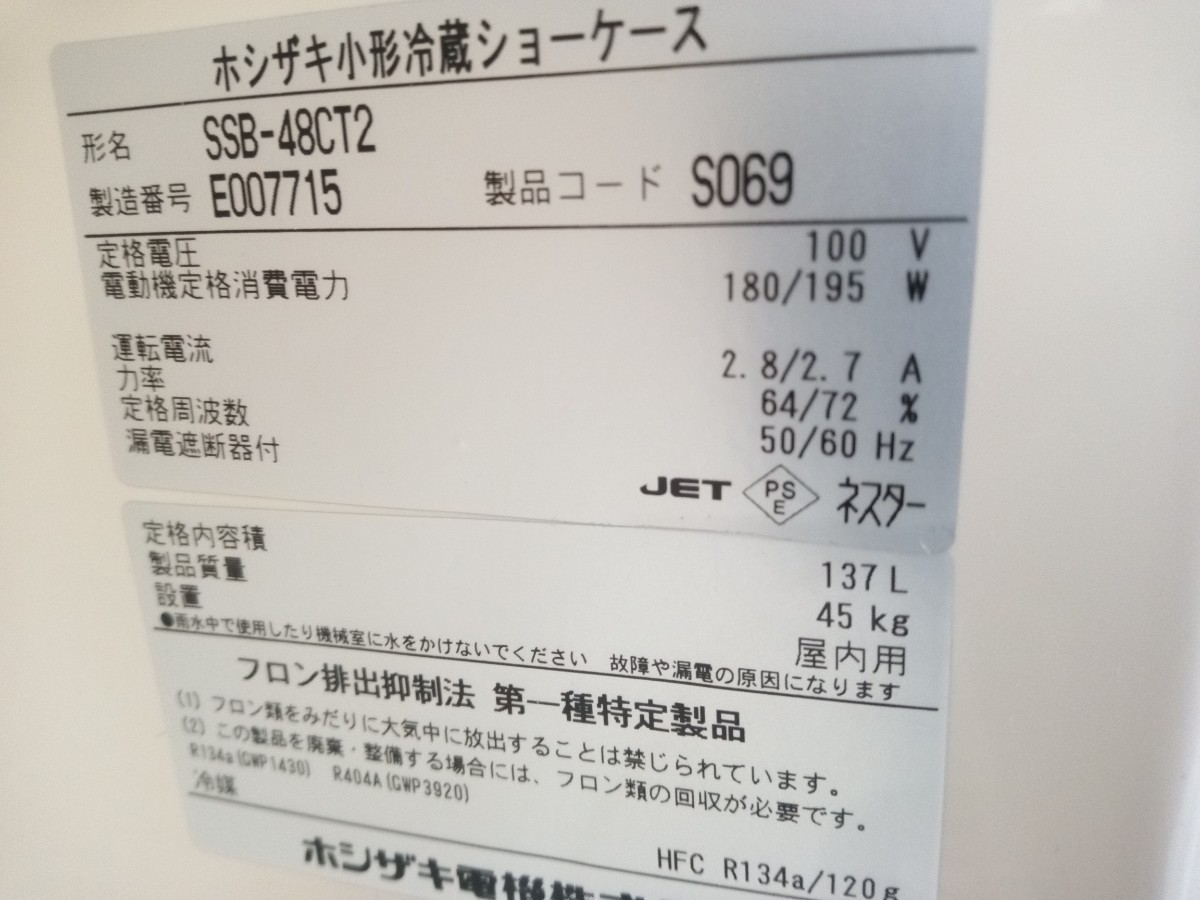 ホシザキ小形冷蔵ショーケース
形名 SSB-48CT2
製造番号 E007715 製品コード S069
定格電圧 100 V
電動機定格消費電力 180/195 W
運転電流 2.8/2.7 A
力率 64/72 %
定格周波数 50/60 Hz
漏電遮断器付
JET PSE ネスター
定格内容積 137 L
製品質量 45 kg
設置 屋内用
●雨水中で使用したり機械室に水をかけないでください 故障や漏電の原因になります
フロン排出抑制法 第一種特定製品
(1) フロン類をみだりに大気中に放出することは禁じられています。
(2) この製品を廃棄・整備する場合には、フロン類の回収が必要です。
R134a(GWP1430) R404A(GWP3920)
冷媒 HFC R134a/120g
ホシザキ電機株式